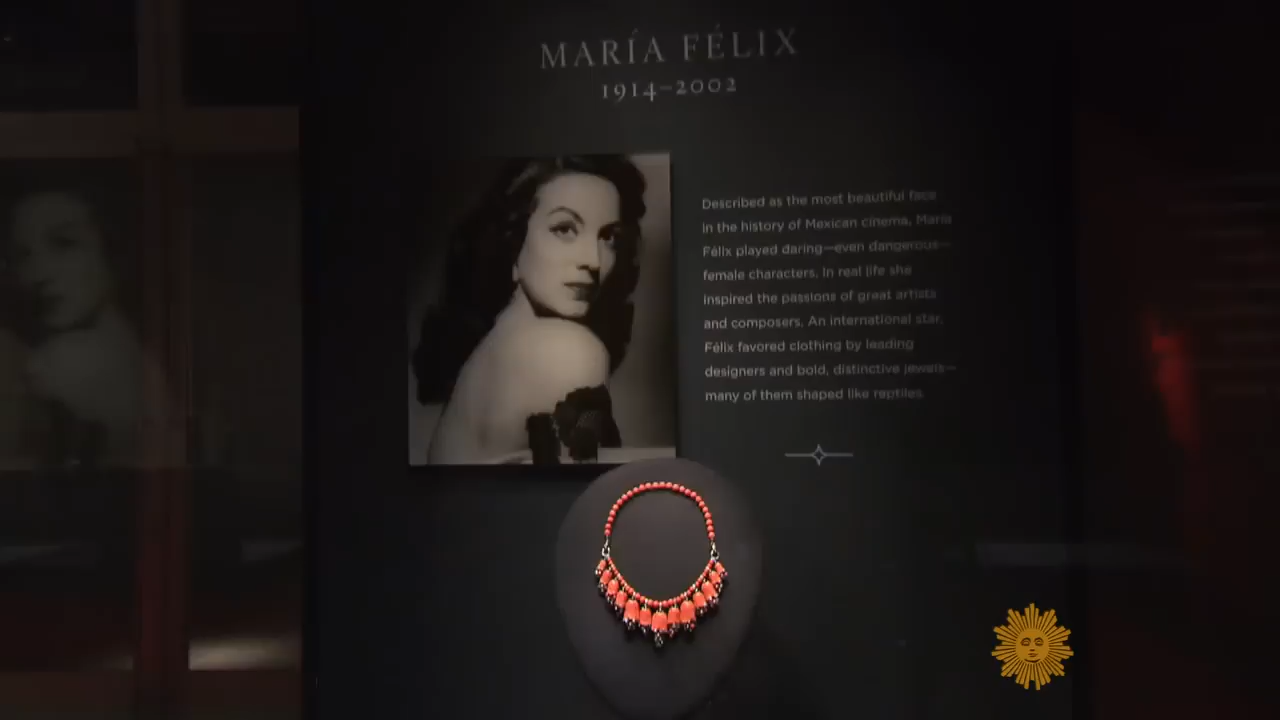 MARÍA FÉLIX
1914–2002
Described as the most beautiful face
in the history of Mexican cinema, María
Félix played daring—even dangerous—
female characters. In real life she
inspired the passions of great artists
and composers. An international star,
Félix favored clothing by leading
designers and bold, distinctive jewels—
many of them shaped like reptiles.